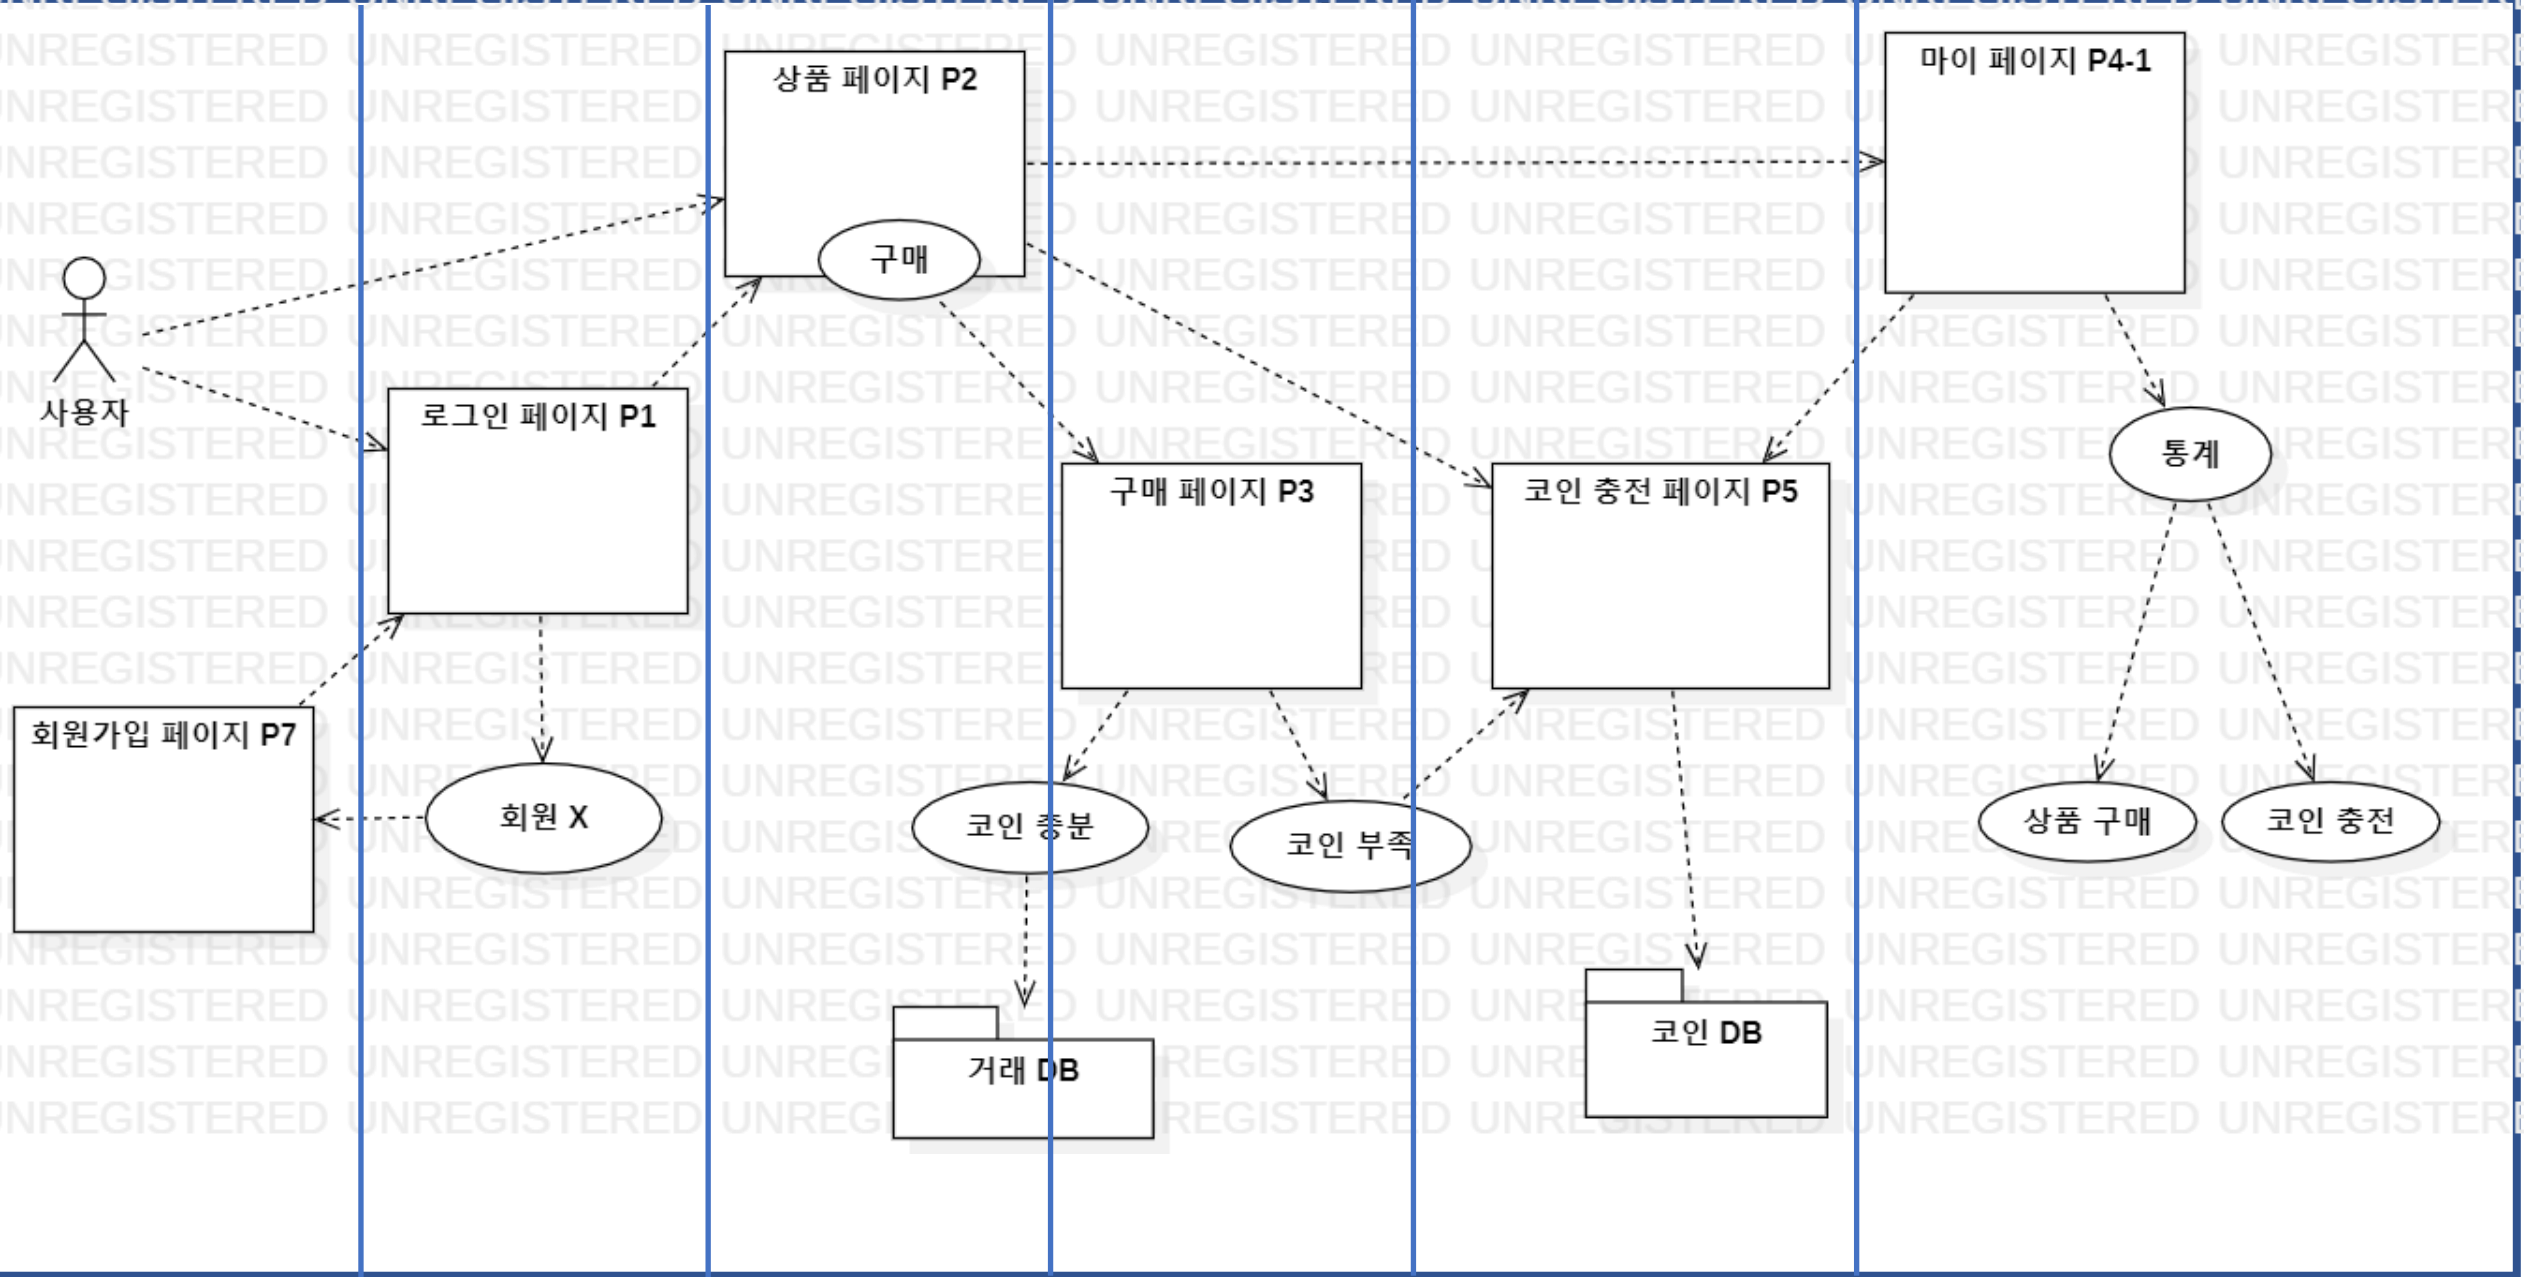 상품 페이지 P2
마이 페이지 P4-1
구매
사용자
로그인 페이지 P1
구매 페이지 P3
코인 충전 페이지 P5
통계
회원가입 페이지 P7
회원 X
코인 충분
코인 부족
상품 구매
코인 충전
거래 DB
코인 DB
UNREGISTERED